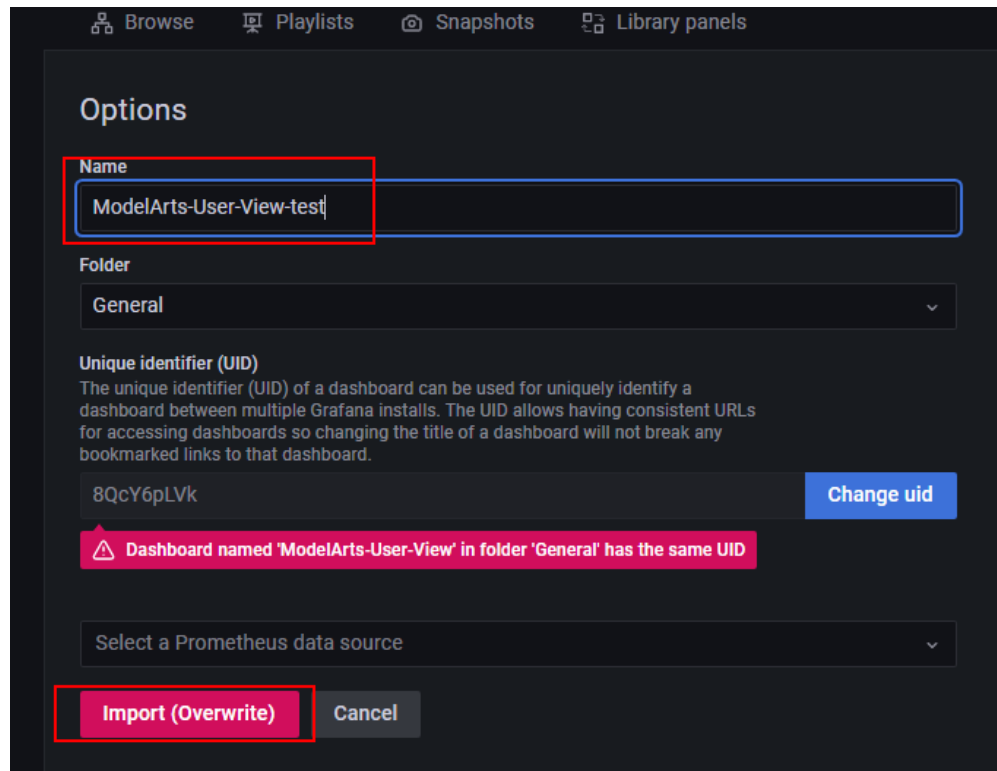 Browse Playlists Snapshots Library panels
Options
Name
ModelArts-User-View-test
Folder
General
Unique identifier (UID)
The unique identifier (UID) of a dashboard can be used for uniquely identify a
dashboard between multiple Grafana installs. The UID allows having consistent URLs
for accessing dashboards so changing the title of a dashboard will not break any
bookmarked links to that dashboard.
8QcY6pLVk Change uid
Dashboard named 'ModelArts-User-View' in folder 'General' has the same UID
Select a Prometheus data source
Import (Overwrite) Cancel